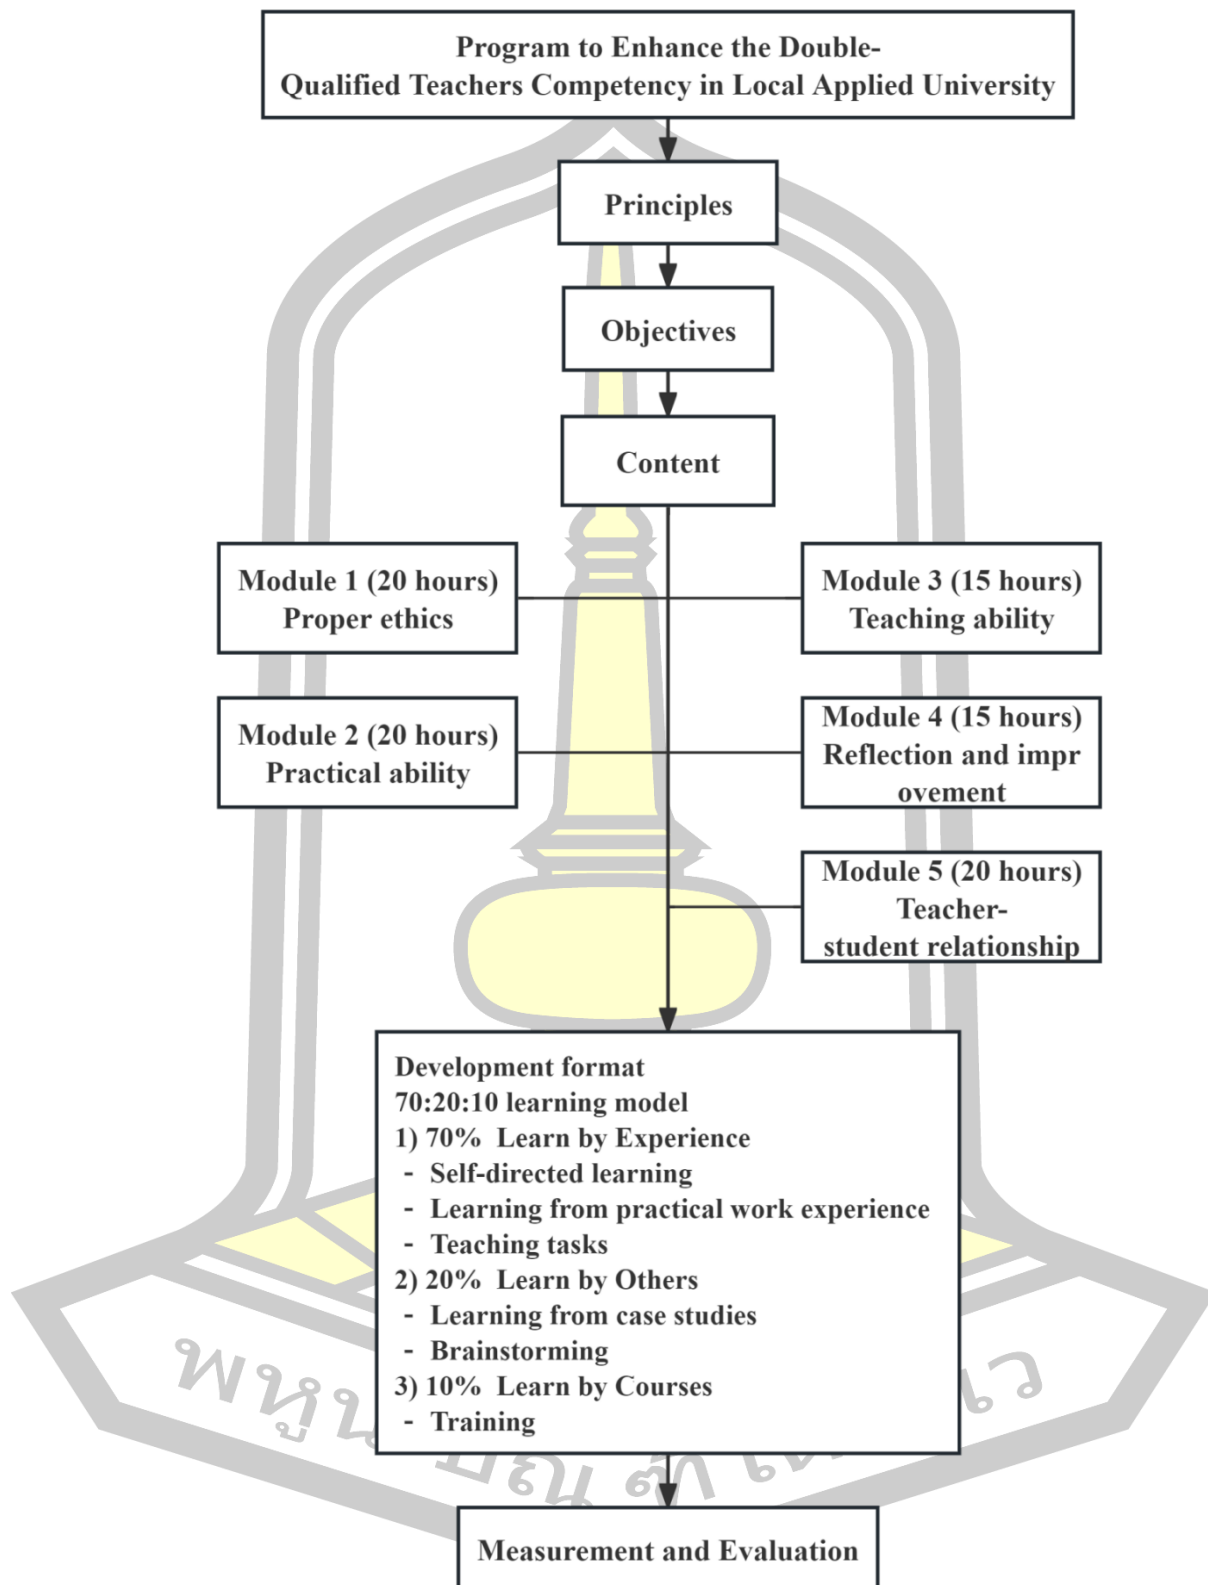 Program to Enhance the Double-
Qualified Teachers Competency in Local Applied University
Principles
Objectives
Content
Module 1 (20 hours)
Proper ethics
Module 3 (15 hours)
Teaching ability
Module 2 (20 hours)
Practical ability
Module 4 (15 hours)
Reflection and impr
ovement
Module 5 (20 hours)
Teacher-
student relationship
Development format
70:20:10 learning model
1) 70% Learn by Experience
- Self-directed learning
- Learning from practical work experience
- Teaching tasks
2) 20% Learn by Others
- Learning from case studies
- Brainstorming
3) 10% Learn by Courses
- Training
Measurement and Evaluation
พหูน